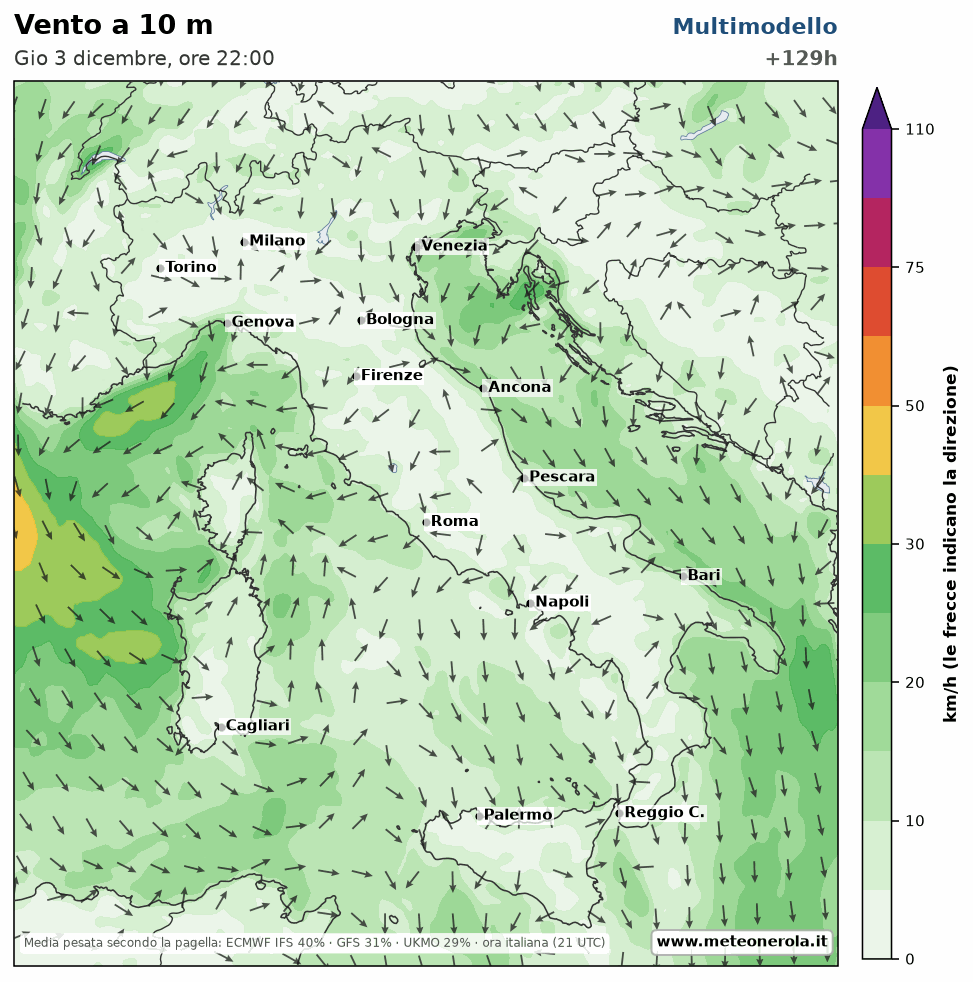 Vento a 10 m
Multimodello
Gio 3 dicembre, ore 22:00
+129h
110
Venezia
Milano
Torino
75
Genova
Bologna
Firenze
Ancona
50
Pescara
Roma
30
Bari
Napoli
20
Cagliari
Palermo
Reggio C.
10
0
km/h (le frecce indicano la direzione)
Media pesata secondo la pagella: ECMWF IFS 40% · GFS 31% · UKMO 29% · ora italiana (21 UTC)
www.meteonerola.it